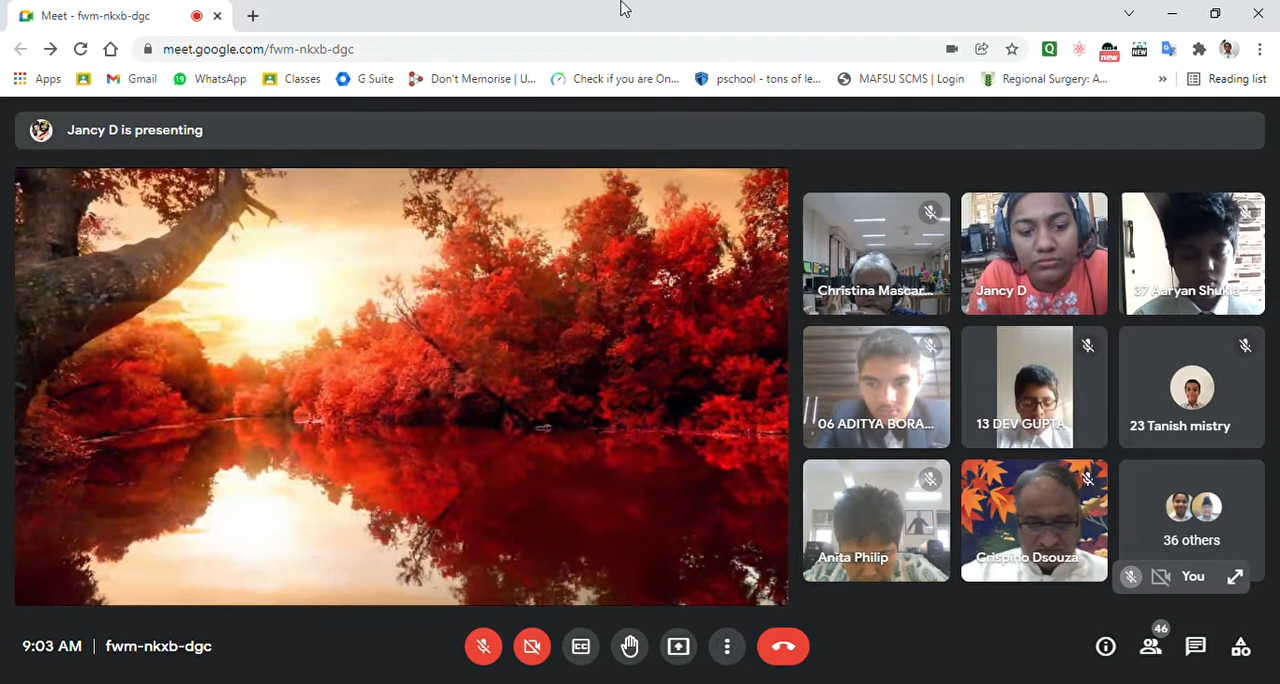 Meet - fwm-nkxb-dgc
meet.google.com/fwm-nkxb-dgc
Q
new
NEW
Apps
Gmail
WhatsApp
Classes
G Suite
Don't Memorise | U...
Check if you are On...
pschool - tons of le...
MAFSU SCMS | Login
Regional Surgery: A...
»
Reading list
Jancy D is presenting
Christina Mascar...
Jancy D
37 Aaryan Shukla
06 ADITYA BORA...
13 DEV GUPTA
23 Tanish mistry
Anita Philip
Crispino Dsouza
36 others
You
9:03 AM | fwm-nkxb-dgc
CC
46